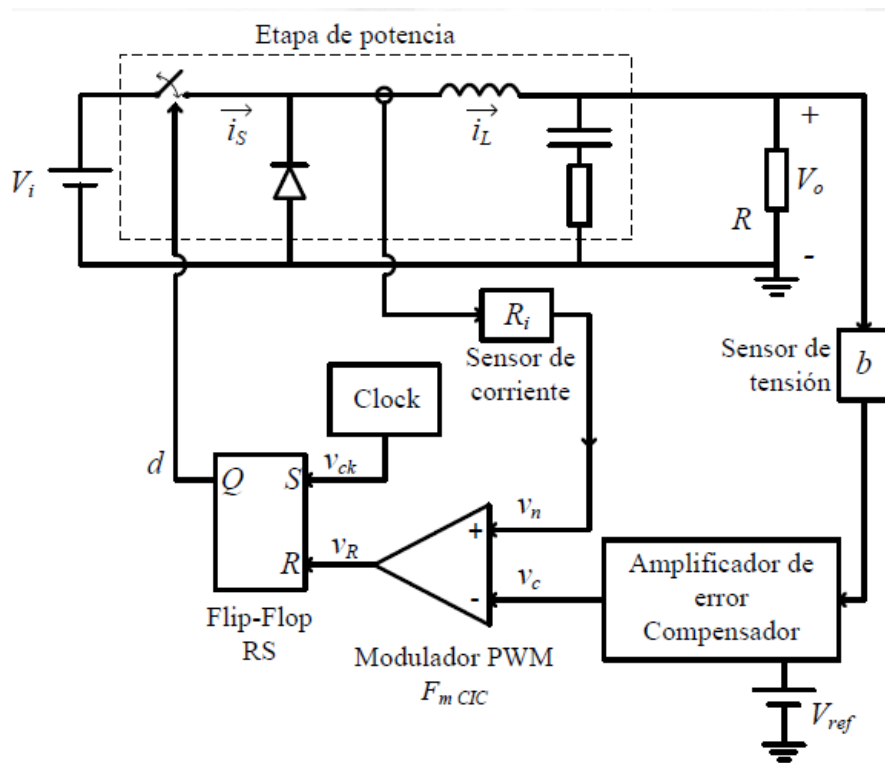 Etapa de potencia
i_S
i_L
+
V_i
V_o
R
-
R_i
Sensor de
corriente
Sensor de
tensión
b
Clock
d
v_ck
Q
S
v_n
+
v_R
v_c
R
-
Amplificador de
error
Compensador
Flip-Flop
RS
Modulador PWM
F_m CIC
V_ref